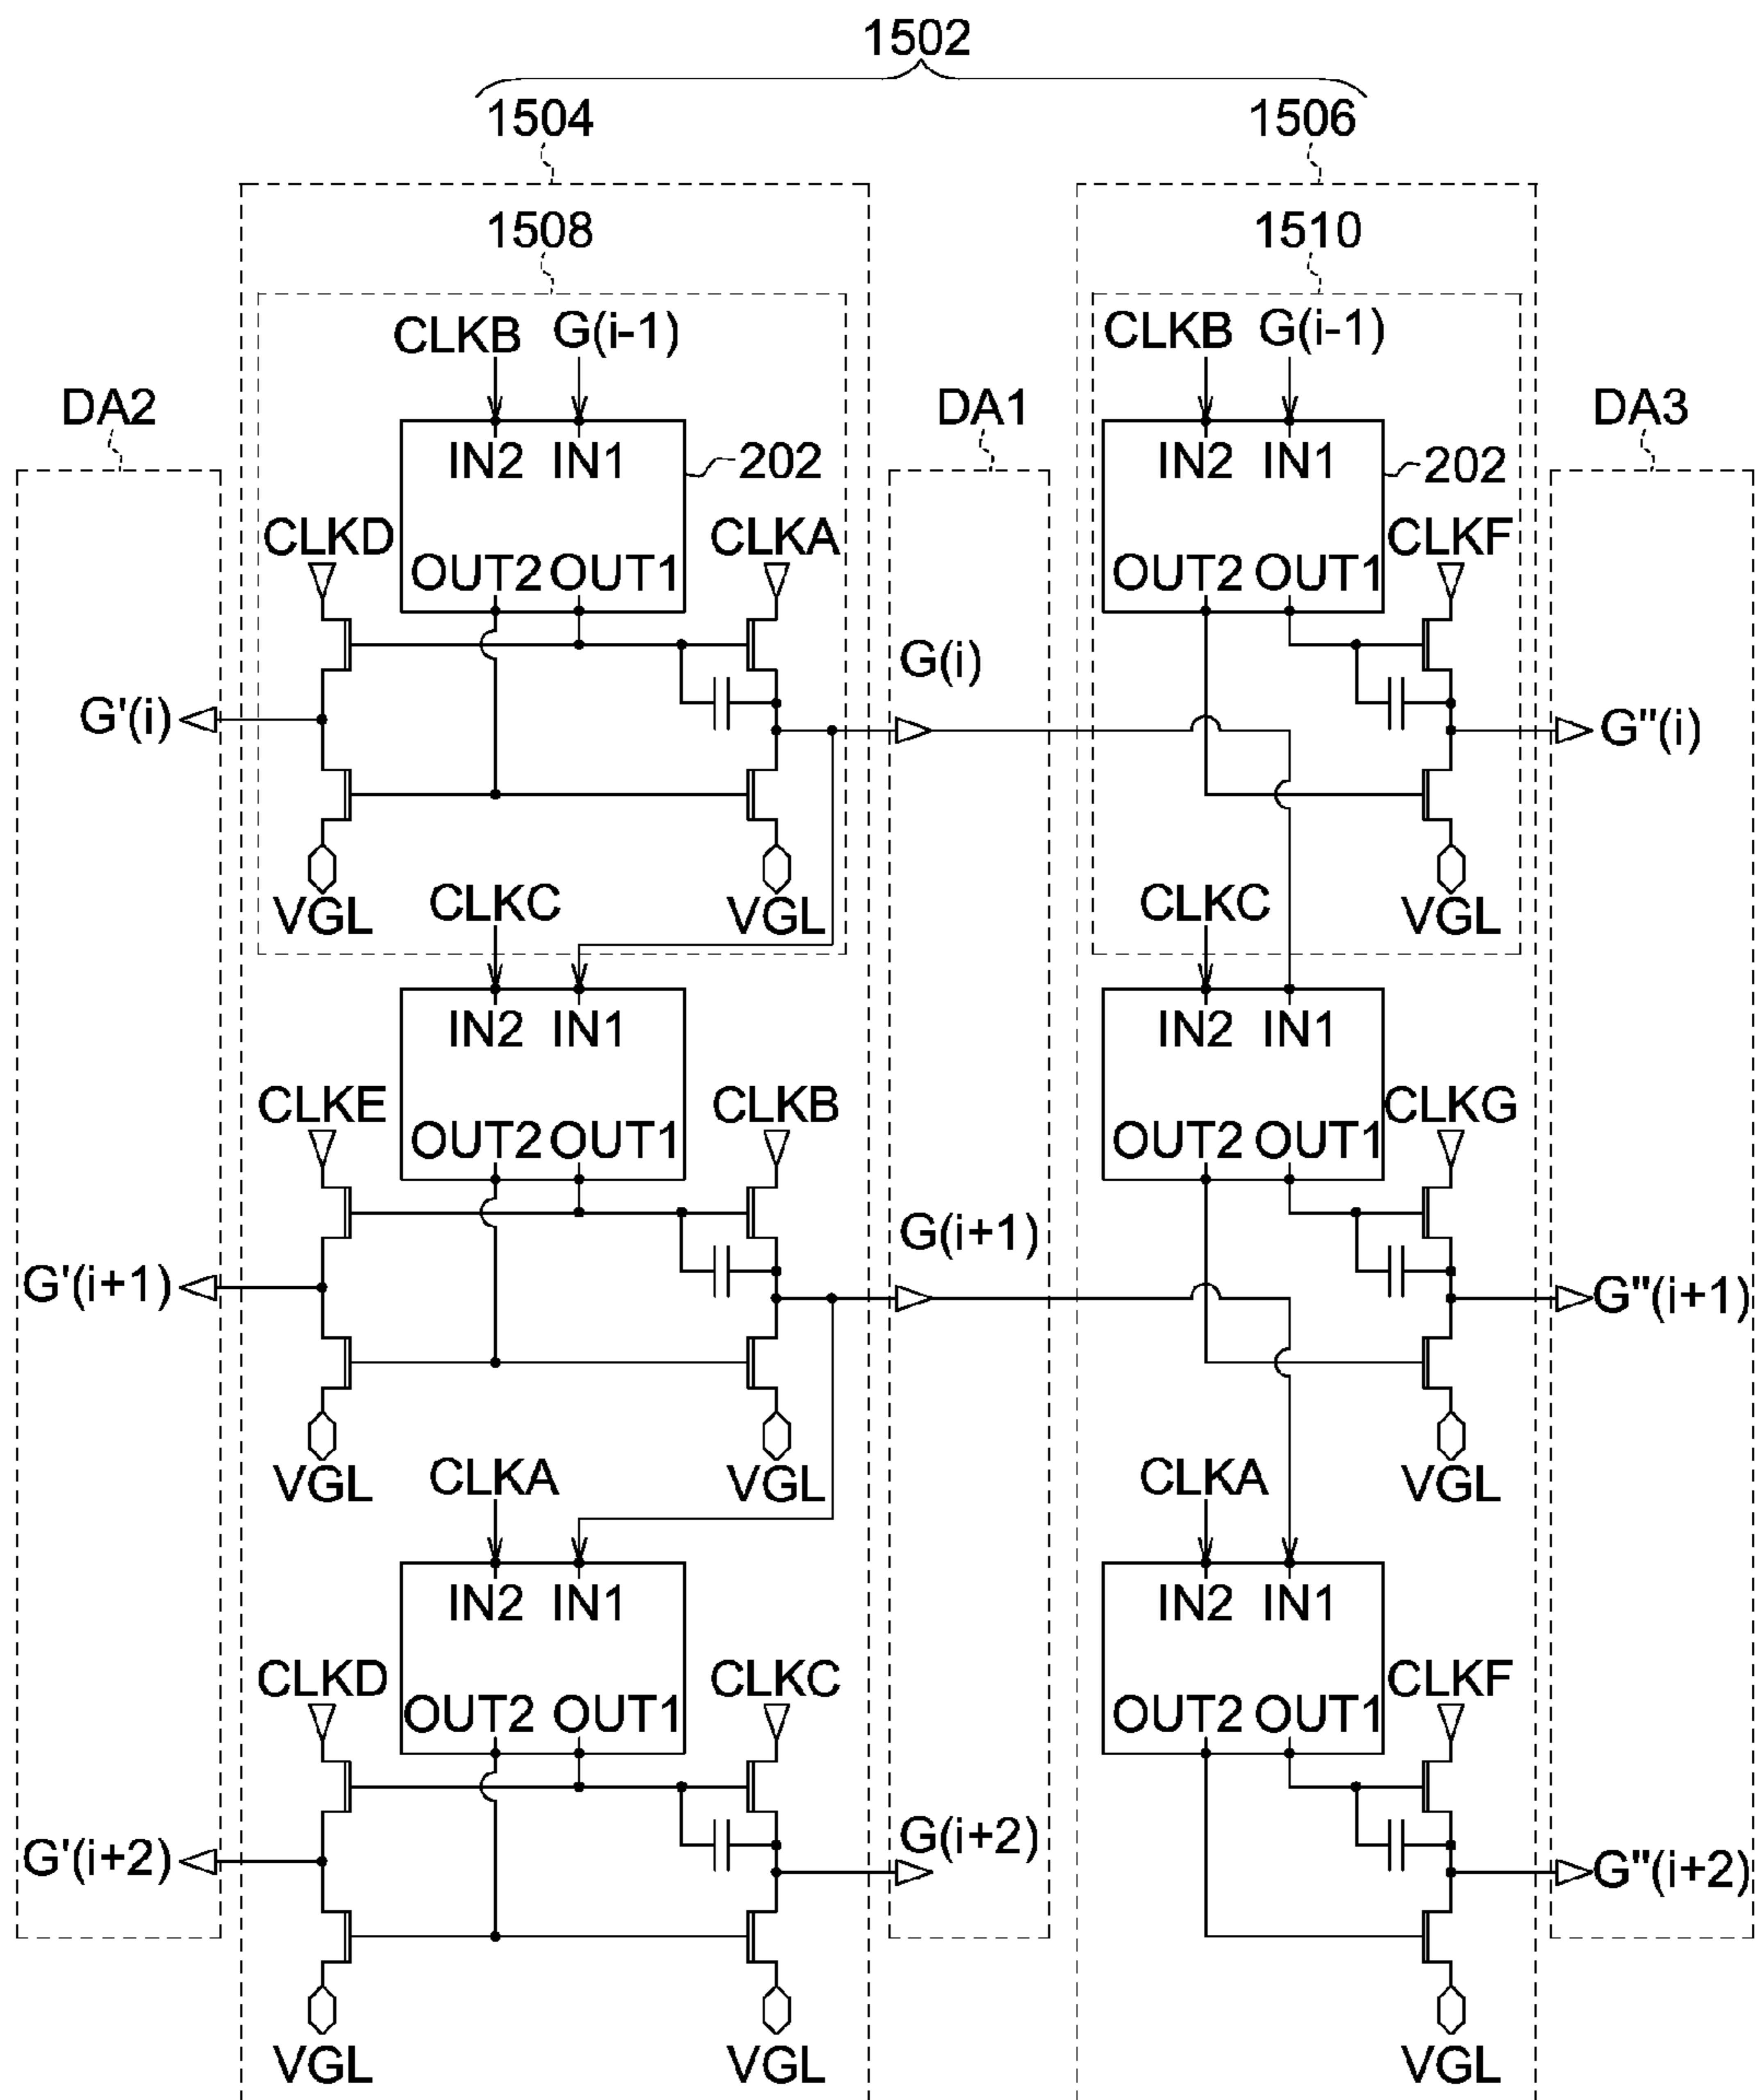 1502
1504 1506
1508 1510
CLKB G(i-1) CLKB G(i-1)
DA2 DA1 DA3
IN2 IN1 202 IN2 IN1 202
CLKD CLKA CLKF
OUT2 OUT1 OUT2 OUT1
G(i)
G'(i) G"(i)
CLKC CLKC
VGL VGL VGL
IN2 IN1 IN2 IN1
CLKE CLKB CLKG
OUT2 OUT1 OUT2 OUT1
G(i+1)
G'(i+1) G"(i+1)
CLKA CLKA
VGL VGL VGL
IN2 IN1 IN2 IN1
CLKD CLKC CLKF
OUT2 OUT1 OUT2 OUT1
G(i+2)
G'(i+2) G"(i+2)
VGL VGL VGL